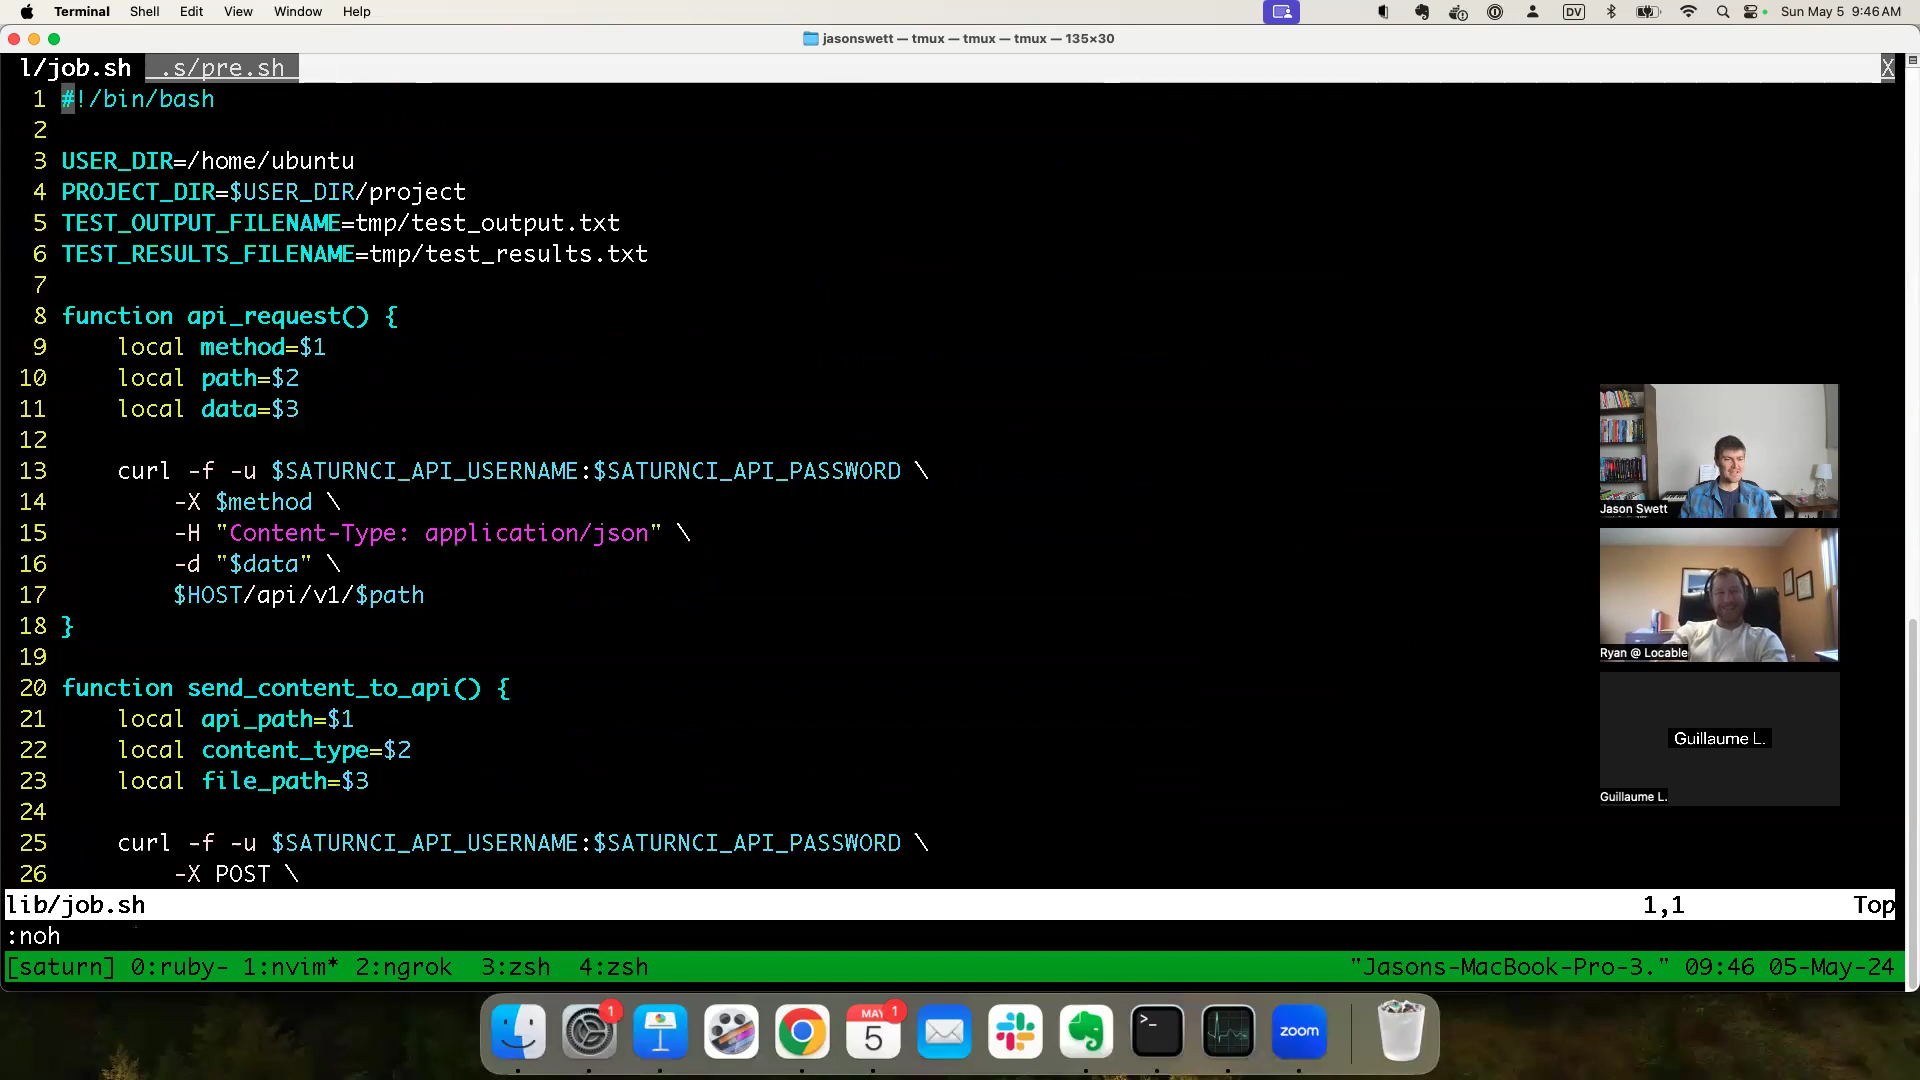 Terminal Shell Edit View Window Help DV Sun May 5 9:46 AM
jasonswett — tmux — tmux — tmux — 135×30
l/job.sh .s/pre.sh X
1 #!/bin/bash
2
3 USER_DIR=/home/ubuntu
4 PROJECT_DIR=$USER_DIR/project
5 TEST_OUTPUT_FILENAME=tmp/test_output.txt
6 TEST_RESULTS_FILENAME=tmp/test_results.txt
7
8 function api_request() {
9     local method=$1
10     local path=$2
11     local data=$3
12
13     curl -f -u $SATURNCI_API_USERNAME:$SATURNCI_API_PASSWORD \
14         -X $method \
15         -H "Content-Type: application/json" \
16         -d "$data" \
17         $HOST/api/v1/$path
18 }
19
20 function send_content_to_api() {
21     local api_path=$1
22     local content_type=$2
23     local file_path=$3
24
25     curl -f -u $SATURNCI_API_USERNAME:$SATURNCI_API_PASSWORD \
26         -X POST \
Jason Swett
Ryan @ Locable
Guillaume L.
Guillaume L.
lib/job.sh 1,1 Top
:noh
[saturn] 0:ruby- 1:nvim* 2:ngrok 3:zsh 4:zsh "Jasons-MacBook-Pro-3." 09:46 05-May-24
1
MAY 1
5
>_
zoom